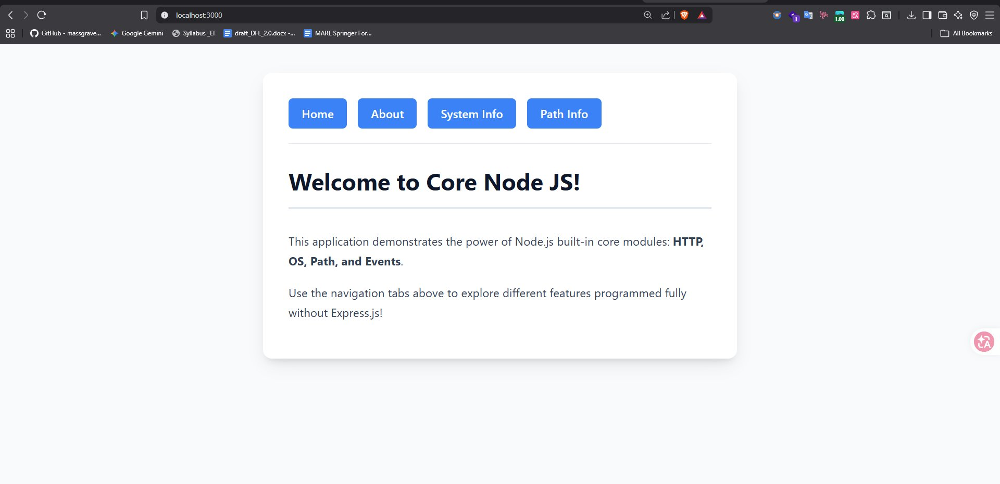 localhost:3000
1
1.00
GitHub - massgrave...
Google Gemini
Syllabus _EI
draft_DFL_2.0.docx -...
MARL Springer For...
All Bookmarks
Home
About
System Info
Path Info
Welcome to Core Node JS!
This application demonstrates the power of Node.js built-in core modules: HTTP,
OS, Path, and Events.
Use the navigation tabs above to explore different features programmed fully
without Express.js!